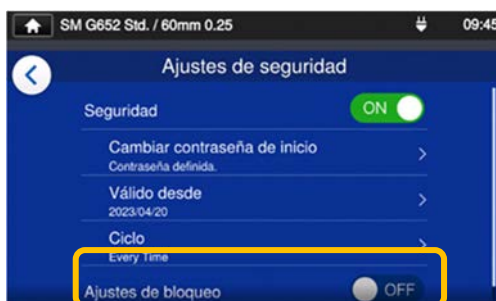 SM G652 Std. / 60mm 0.25 09:45
Ajustes de seguridad
Seguridad ON
Cambiar contraseña de inicio
Contraseña definida.
Válido desde
2023/04/20
Ciclo
Every Time
Ajustes de bloqueo OFF